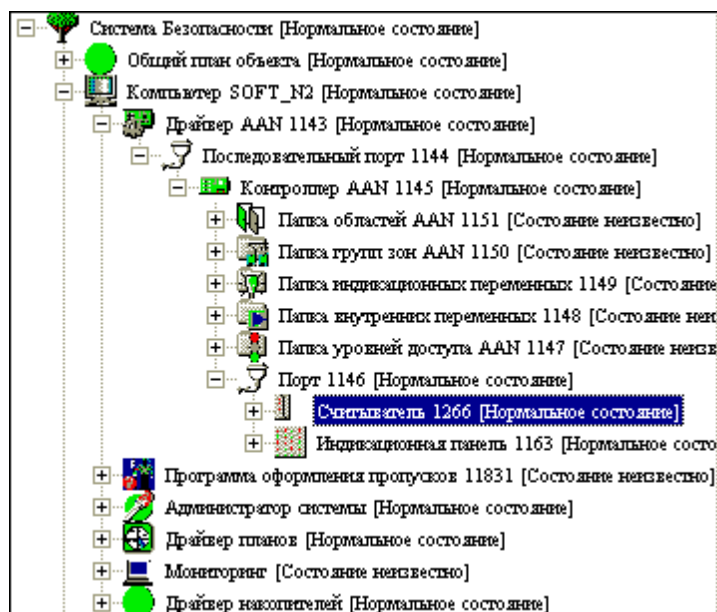 Система Безопасности [Нормальное состояние]
Общий план объекта [Нормальное состояние]
Компьютер SOFT_N2 [Нормальное состояние]
Драйвер AAN 1143 [Нормальное состояние]
Последовательный порт 1144 [Нормальное состояние]
Контроллер AAN 1145 [Нормальное состояние]
Папка областей AAN 1151 [Состояние неизвестно]
Папка групп зон AAN 1150 [Состояние неизвестно]
Папка индикационных переменных 1149 [Состояние
Папка внутренних переменных 1148 [Состояние неи
Папка уровней доступа AAN 1147 [Состояние неизв
Порт 1146 [Нормальное состояние]
Считыватель 1266 [Нормальное состояние]
Индикационная панель 1163 [Нормальное состо
Программа оформления пропусков 11831 [Состояние неизвестно]
Администратор системы [Нормальное состояние]
Драйвер планов [Нормальное состояние]
Мониторинг [Состояние неизвестно]
Драйвер накопителей [Нормальное состояние]